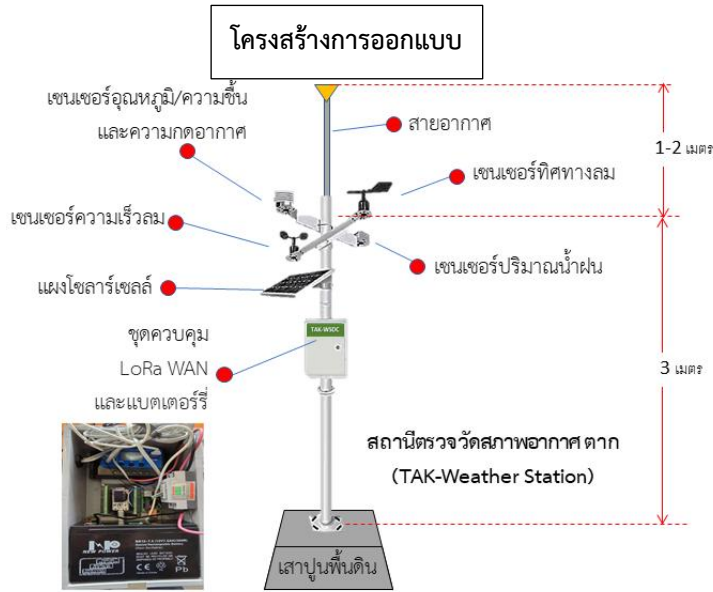 โครงสร้างการออกแบบ
เซนเซอร์อุณหภูมิ/ความชื้น
และความกดอากาศ
สายอากาศ
1-2 เมตร
เซนเซอร์ทิศทางลม
เซนเซอร์ความเร็วลม
เซนเซอร์ปริมาณน้ำฝน
แผงโซลาร์เซลล์
TAK-WSDC
ชุดควบคุม
LoRa WAN
และแบตเตอร์รี่
3 เมตร
สถานีตรวจวัดสภาพอากาศ ตาก
(TAK-Weather Station)
NEW POWER
Pb
เสาปูนพื้นดิน